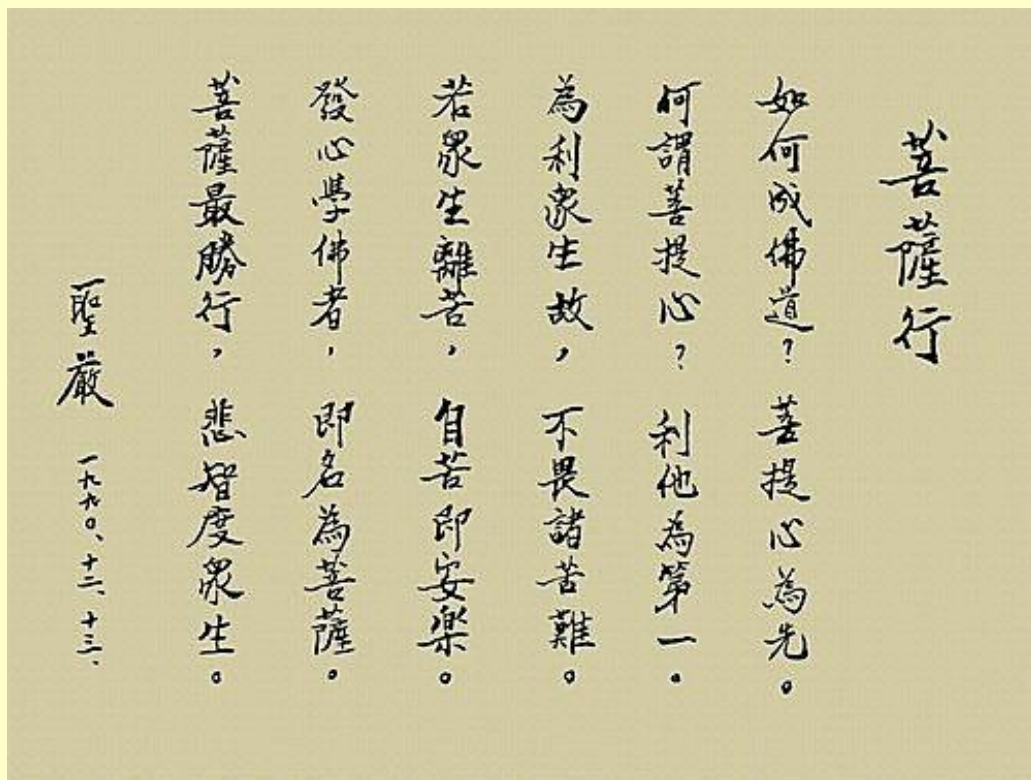 菩薩行
如何成佛道？菩提心為先。
何謂菩提心？利他為第一。
為利眾生故，不畏諸苦難。
若眾生離苦，自苦即安樂。
發心學佛者，即名為菩薩。
菩薩最勝行，悲智度眾生。
聖嚴 一九九○、十二、十三、